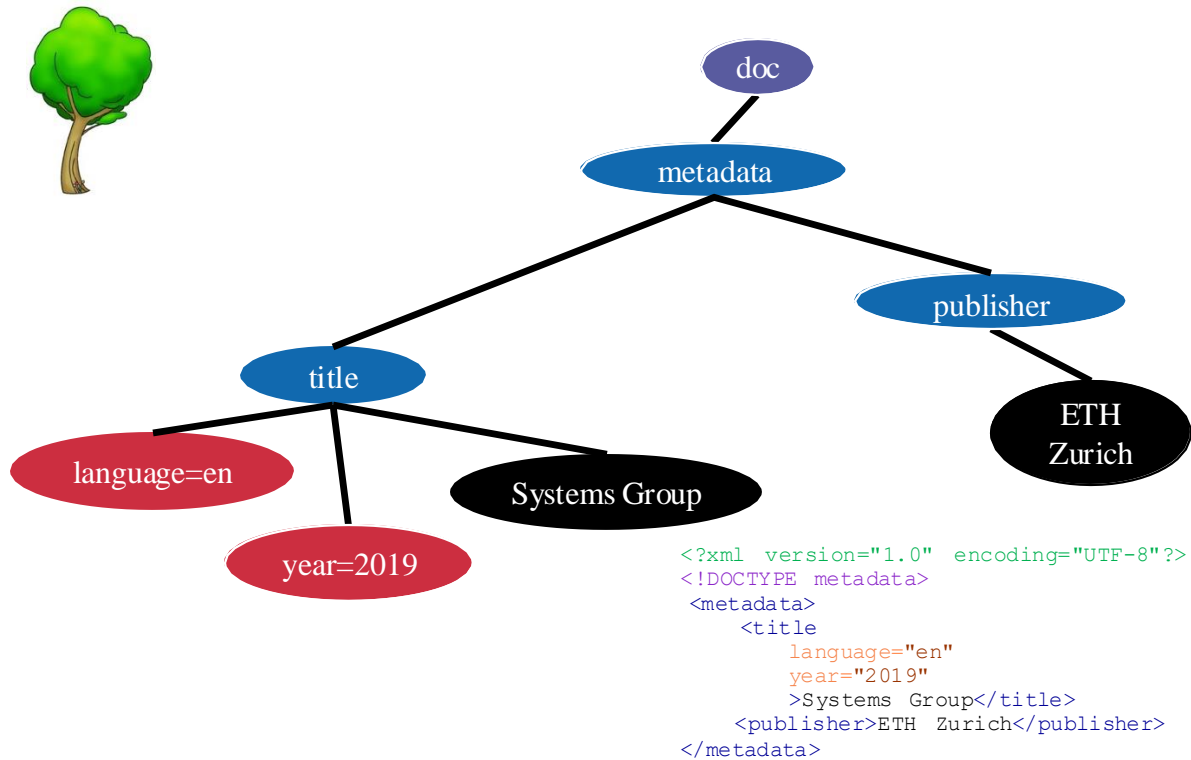 doc
metadata
publisher
title
ETH
Zurich
language=en
Systems Group
year=2019
<?xml version="1.0" encoding="UTF-8"?>
<!DOCTYPE metadata>
<metadata>
<title
language="en"
year="2019"
>Systems Group</title>
<publisher>ETH Zurich</publisher>
</metadata>